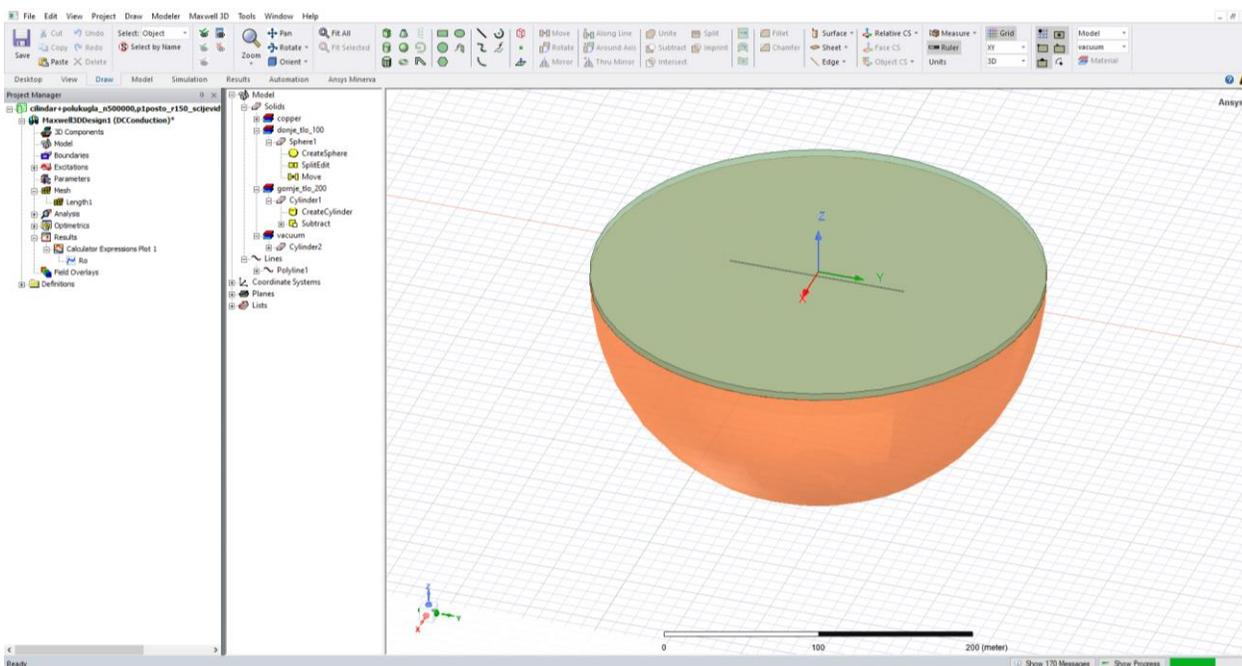 File Edit View Project Draw Modeler Maxwell 3D Tools Window Help
Save
Cut Undo
Copy Redo
Paste Delete
Select: Object
Select by Name
Zoom
Pan
Rotate
Orient
Fit All
Fit Selected
Move Along Line
Rotate Around Axis
Mirror Thru Mirror
Unite Split
Subtract Imprint
Intersect
Fillet
Chamfer
Surface
Sheet
Edge
Relative CS
Face CS
Object CS
Measure
Ruler
Units
Grid
XY
3D
Model
vacuum
Material
Desktop View Draw Model Simulation Results Automation Ansys Minerva
Project Manager
cilindar+polukugla_n500000,p1posto_r150_scijevid
Maxwell3DDesign1 (DCConduction)*
3D Components
Model
Boundaries
Excitations
Parameters
Mesh
Length1
Analysis
Optimetrics
Results
Calculator Expressions Plot 1
Ro
Field Overlays
Definitions
Model
Solids
copper
donje_tlo_100
Sphere1
CreateSphere
SplitEdit
Move
gornje_tlo_200
Cylinder1
CreateCylinder
Subtract
vacuum
Cylinder2
Lines
Polyline1
Coordinate Systems
Planes
Lists
Ansys
Z
Y
X
Z
Y
X
0 100 200 (meter)
Ready
Show 170 Messages Show Progress